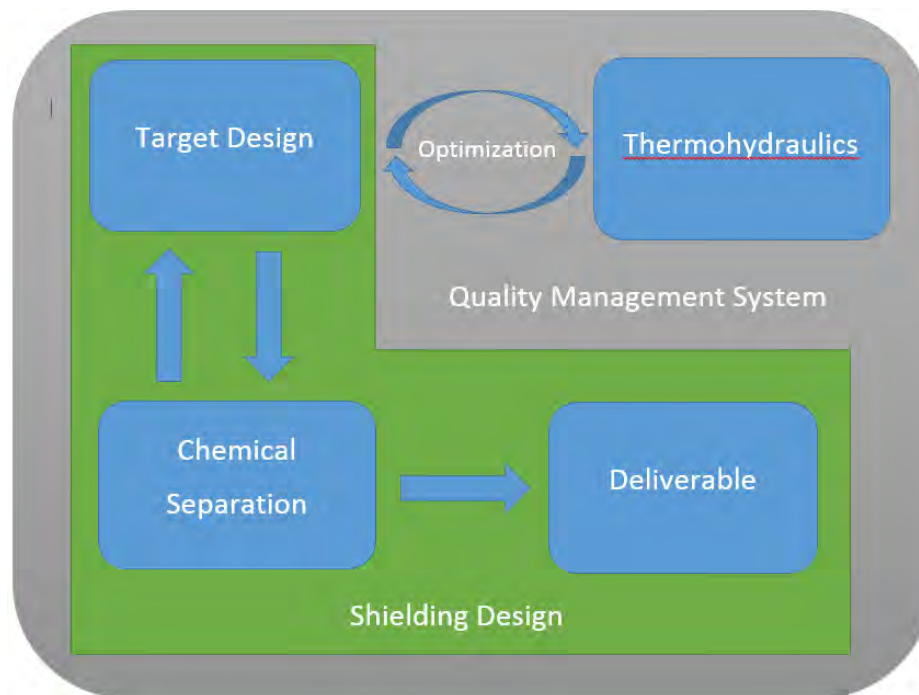 Target Design
Optimization
Thermohydraulics
Quality Management System
Chemical
Separation
Deliverable
Shielding Design